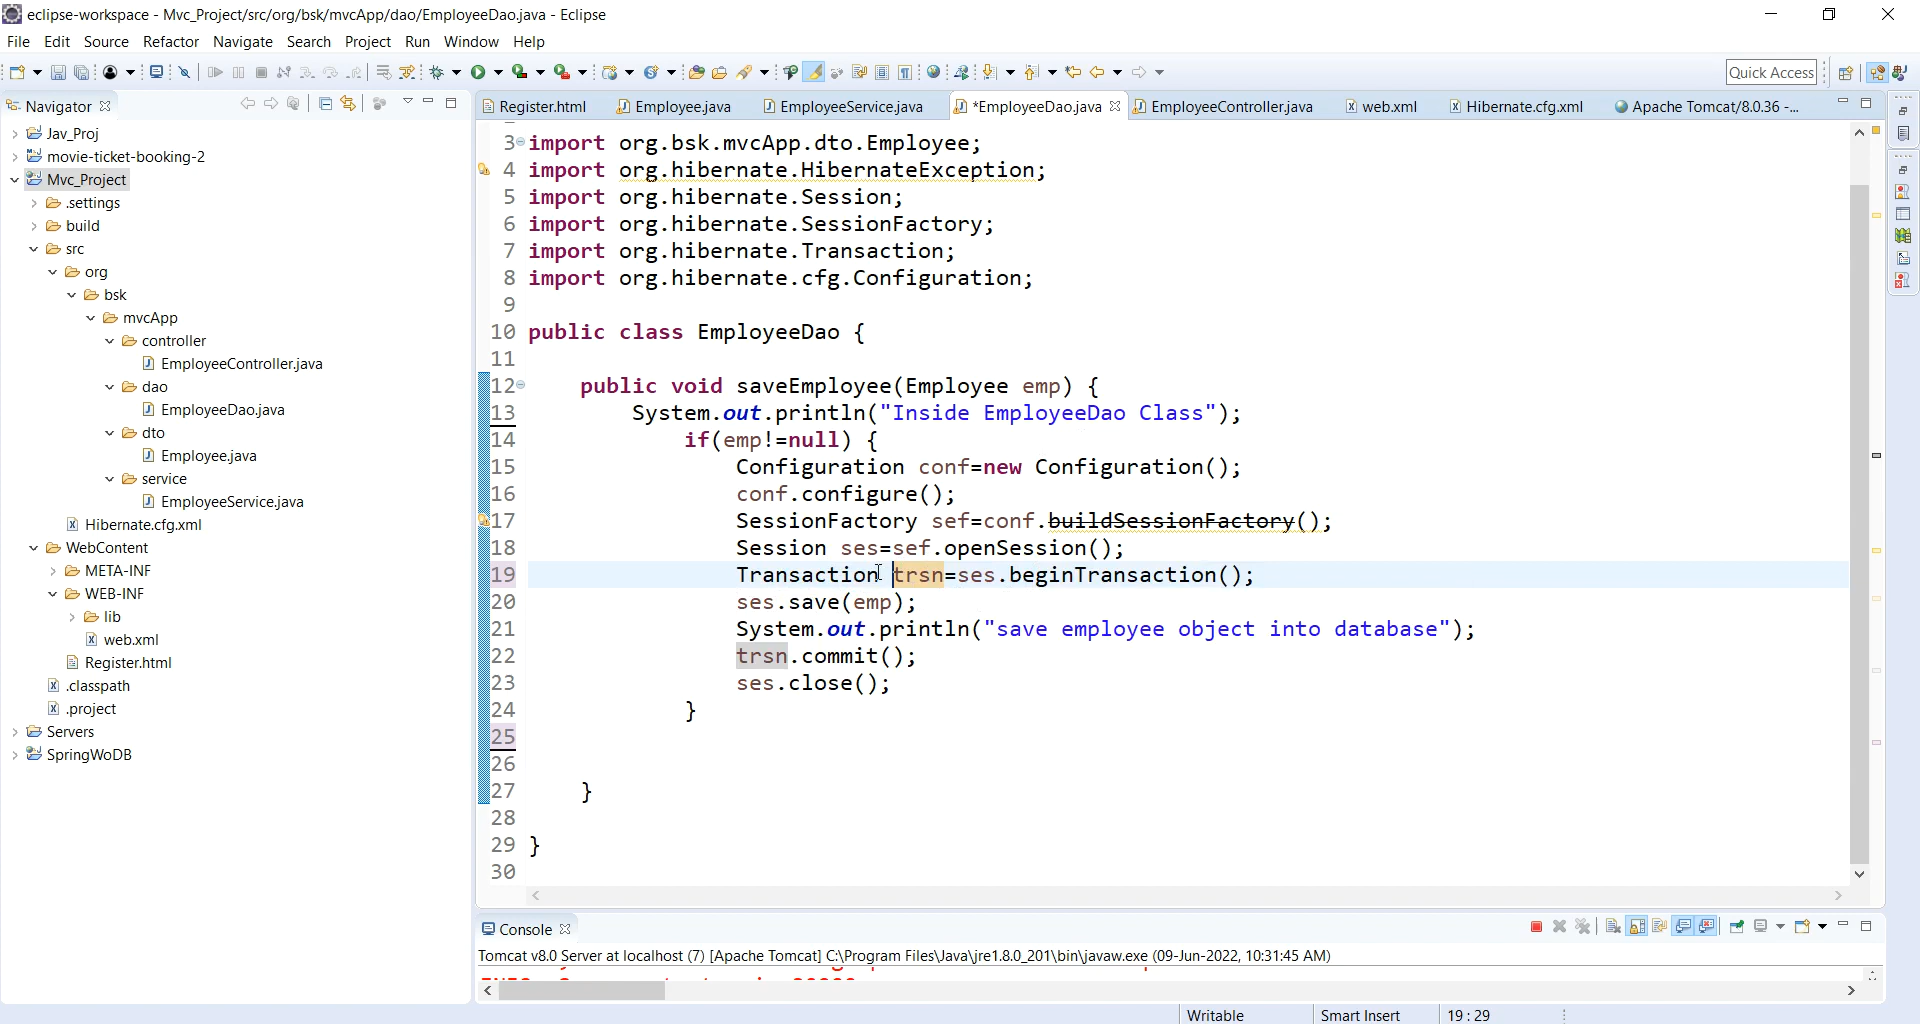 eclipse-workspace - Mvc_Project/src/org/bsk/mvcApp/dao/EmployeeDao.java - Eclipse
File Edit Source Refactor Navigate Search Project Run Window Help
Quick Access
Navigator
Register.html Employee.java EmployeeService.java *EmployeeDao.java EmployeeController.java web.xml Hibernate.cfg.xml Apache Tomcat/8.0.36 -...
Jav_Proj
movie-ticket-booking-2
Mvc_Project
.settings
build
src
org
bsk
mvcApp
controller
EmployeeController.java
dao
EmployeeDao.java
dto
Employee.java
service
EmployeeService.java
Hibernate.cfg.xml
WebContent
META-INF
WEB-INF
lib
web.xml
Register.html
.classpath
.project
Servers
SpringWoDB
3 import org.bsk.mvcApp.dto.Employee;
4 import org.hibernate.HibernateException;
5 import org.hibernate.Session;
6 import org.hibernate.SessionFactory;
7 import org.hibernate.Transaction;
8 import org.hibernate.cfg.Configuration;
9
10 public class EmployeeDao {
11
12 public void saveEmployee(Employee emp) {
13 System.out.println("Inside EmployeeDao Class");
14 if(emp!=null) {
15 Configuration conf=new Configuration();
16 conf.configure();
17 SessionFactory sef=conf.buildSessionFactory();
18 Session ses=sef.openSession();
19 Transaction trsn=ses.beginTransaction();
20 ses.save(emp);
21 System.out.println("save employee object into database");
22 trsn.commit();
23 ses.close();
24 }
25
26
27 }
28
29 }
30
Console
Tomcat v8.0 Server at localhost (7) [Apache Tomcat] C:\Program Files\Java\jre1.8.0_201\bin\javaw.exe (09-Jun-2022, 10:31:45 AM)
Writable Smart Insert 19 : 29